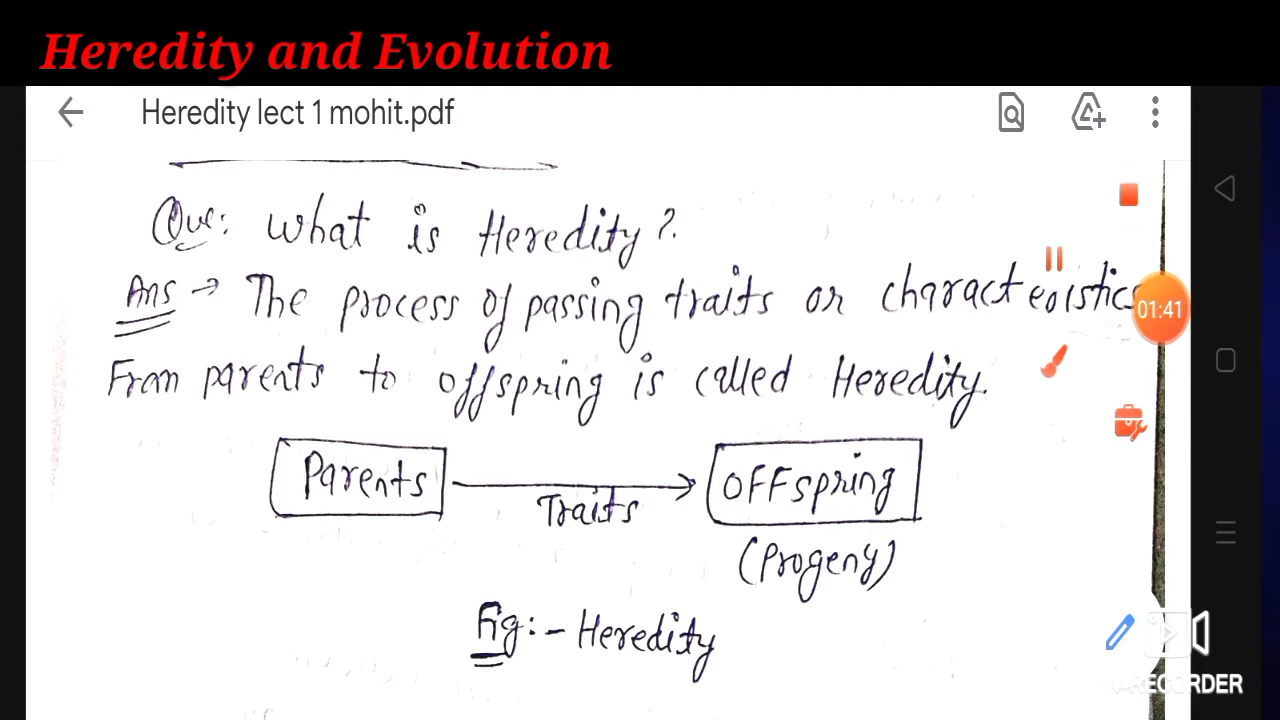 Heredity and Evolution
Heredity lect 1 mohit.pdf
Que: What is Heredity?
Ans → The process of passing traits or characteristics
01:41
From parents to offspring is called Heredity.
Parents
Traits
OFFspring
(Progeny)
Fig:- Heredity
RECORDER